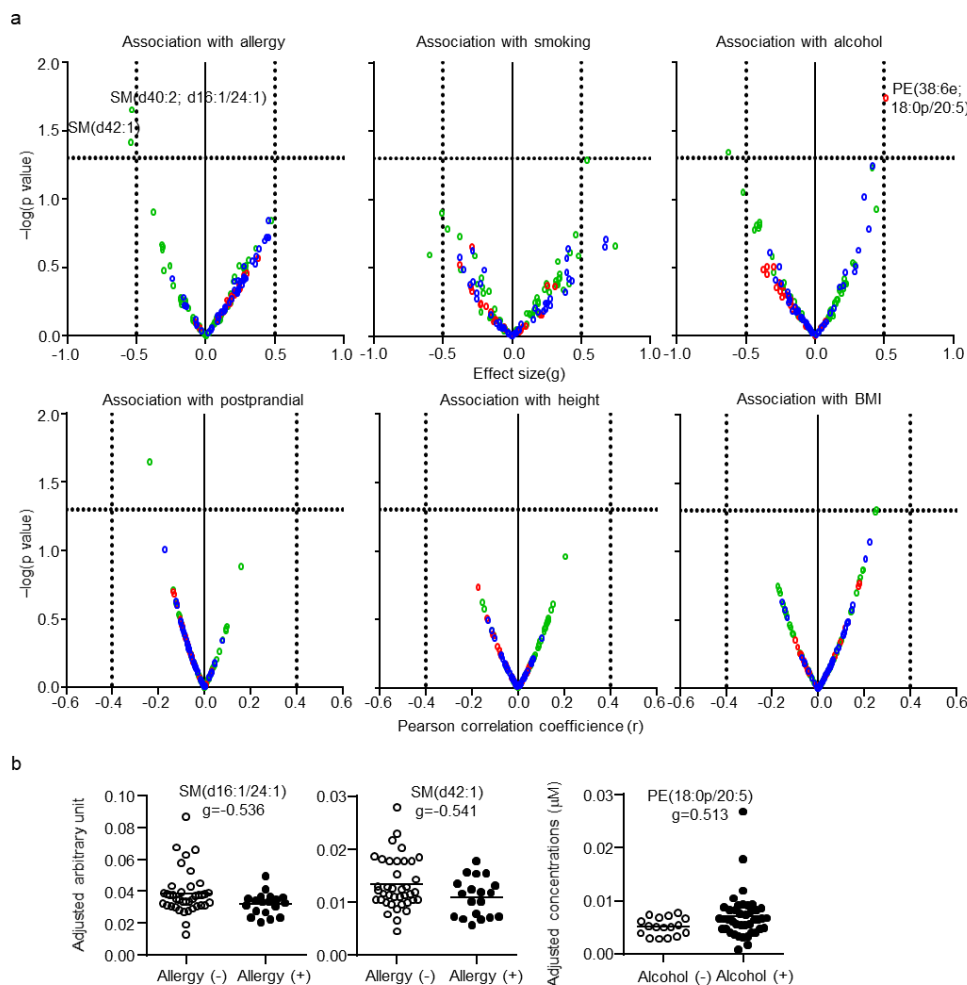 a
Association with allergy
Association with smoking
Association with alcohol
−log(p value)
2.0
1.5
1.0
0.5
0.0
SM(d40:2; d16:1/24:1)
SM(d42:1)
PE(38:6e;
18:0p/20:5)
-1.0 -0.5 0.0 0.5 1.0
-1.0 -0.5 0.0 0.5 1.0
-1.0 -0.5 0.0 0.5 1.0
Effect size(g)
Association with postprandial
Association with height
Association with BMI
−log(p value)
2.0
1.5
1.0
0.5
0.0
-0.6 -0.4 -0.2 0.0 0.2 0.4 0.6
-0.6 -0.4 -0.2 0.0 0.2 0.4 0.6
-0.6 -0.4 -0.2 0.0 0.2 0.4 0.6
Pearson correlation coefficience (r)
b
Adjusted arbitrary unit
SM(d16:1/24:1)
g=-0.536
0.10
0.08
0.06
0.04
0.02
0.00
Allergy (-) Allergy (+)
SM(d42:1)
g=-0.541
0.03
0.02
0.01
0.00
Allergy (-) Allergy (+)
Adjusted concentrations (μM)
PE(18:0p/20:5)
g=0.513
0.03
0.02
0.01
0.00
Alcohol (-) Alcohol (+)